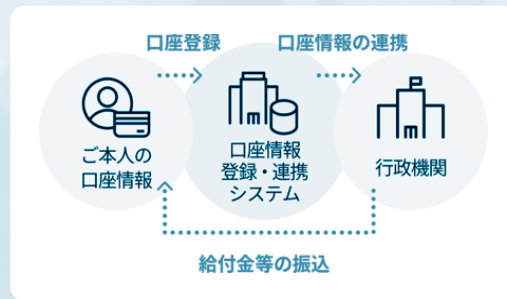 口座登録
口座情報の連携
ご本人の
口座情報
口座情報
登録・連携
システム
行政機関
給付金等の振込